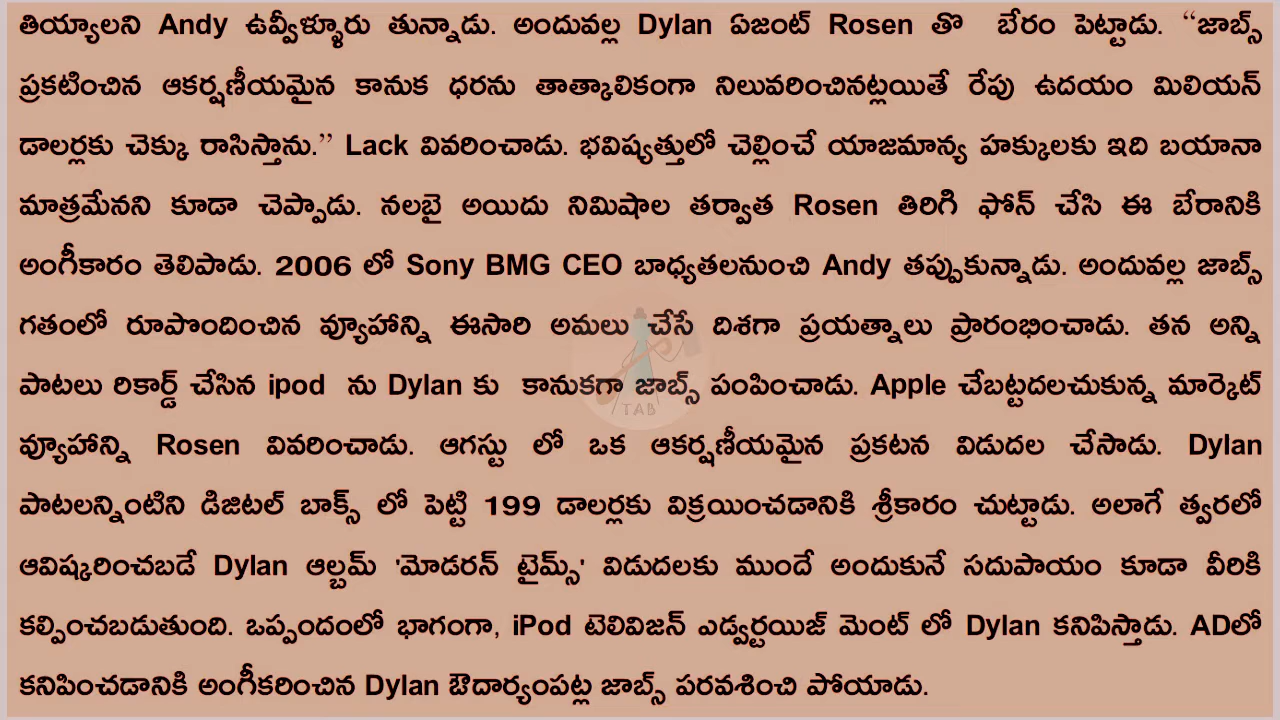 తియ్యాలని Andy ఉవ్వీళ్ళూరు తున్నాడు. అందువల్ల Dylan ఏజంట్ Rosen తొ బేరం పెట్టాడు. “జాబ్స్
ప్రకటించిన ఆకర్షణీయమైన కానుక ధరను తాత్కాలికంగా నిలువరించినట్లయితే రేపు ఉదయం మిలియన్
డాలర్లకు చెక్కు రాసిస్తాను.” Lack వివరించాడు. భవిష్యత్తులో చెల్లించే యాజమాన్య హక్కులకు ఇది బయానా
మాత్రమేనని కూడా చెప్పాడు. నలబై అయిదు నిమిషాల తర్వాత Rosen తిరిగి ఫోన్ చేసి ఈ బేరానికి
అంగీకారం తెలిపాడు. 2006 లో Sony BMG CEO బాధ్యతలనుంచి Andy తప్పుకున్నాడు. అందువల్ల జాబ్స్
గతంలో రూపొందించిన వ్యూహాన్ని ఈసారి అమలు చేసే దిశగా ప్రయత్నాలు ప్రారంభించాడు. తన అన్ని
పాటలు రికార్డ్ చేసిన ipod ను Dylan కు కానుకగా జాబ్స్ పంపించాడు. Apple చేబట్టదలచుకున్న మార్కెట్
వ్యూహాన్ని Rosen వివరించాడు. ఆగస్టు లో ఒక ఆకర్షణీయమైన ప్రకటన విడుదల చేసాడు. Dylan
పాటలన్నింటిని డిజిటల్ బాక్స్ లో పెట్టి 199 డాలర్లకు విక్రయించడానికి శ్రీకారం చుట్టాడు. అలాగే త్వరలో
ఆవిష్కరించబడే Dylan ఆల్బమ్ 'మోడరన్ టైమ్స్' విడుదలకు ముందే అందుకునే సదుపాయం కూడా వీరికి
కల్పించబడుతుంది. ఒప్పందంలో భాగంగా, iPod టెలివిజన్ ఎడ్వర్టయిజ్ మెంట్ లో Dylan కనిపిస్తాడు. ADలో
కనిపించడానికి అంగీకరించిన Dylan ఔదార్యంపట్ల జాబ్స్ పరవశించి పోయాడు.
TAB